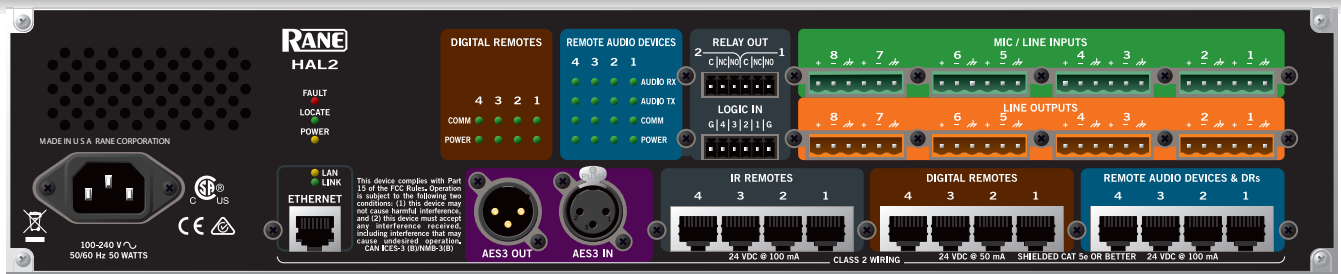 RANE
HAL2
FAULT
LOCATE
POWER
MADE IN U S A RANE CORPORATION
100-240 V
50/60 Hz 50 WATTS
C US
SA
®
CE
LAN
LINK
ETHERNET
This device complies with Part
15 of the FCC Rules. Operation
is subject to the following two
conditions: (1) this device may
not cause harmful interference,
and (2) this device must accept
any interference received,
including interference that may
cause undesired operation.
CAN ICES-3 (B)/NMB-3(B)
DIGITAL REMOTES
4 3 2 1
COMM
POWER
REMOTE AUDIO DEVICES
4 3 2 1
AUDIO RX
AUDIO TX
COMM
POWER
RELAY OUT
2 1
C|NC|NO|C|NC|NO
LOGIC IN
G|4|3|2|1|G
MIC / LINE INPUTS
+ 8 − + 7 − + 6 − + 5 − + 4 − + 3 − + 2 − + 1 −
LINE OUTPUTS
+ 8 − + 7 − + 6 − + 5 − + 4 − + 3 − + 2 − + 1 −
PUSH
AES3 OUT
AES3 IN
IR REMOTES
4 3 2 1
24 VDC @ 100 mA
DIGITAL REMOTES
4 3 2 1
24 VDC @ 50 mA
REMOTE AUDIO DEVICES & DRs
4 3 2 1
24 VDC @ 100 mA
CLASS 2 WIRING
SHIELDED CAT 5e OR BETTER